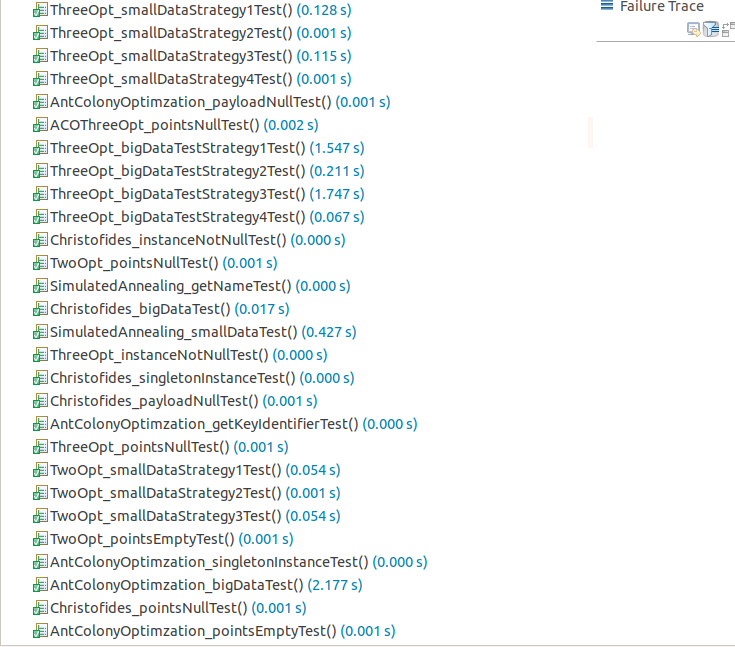 Failure Trace
ThreeOpt_smallDataStrategy1Test() (0.128 s)
ThreeOpt_smallDataStrategy2Test() (0.001 s)
ThreeOpt_smallDataStrategy3Test() (0.115 s)
ThreeOpt_smallDataStrategy4Test() (0.001 s)
AntColonyOptimzation_payloadNullTest() (0.001 s)
ACOThreeOpt_pointsNullTest() (0.002 s)
ThreeOpt_bigDataTestStrategy1Test() (1.547 s)
ThreeOpt_bigDataTestStrategy2Test() (0.211 s)
ThreeOpt_bigDataTestStrategy3Test() (1.747 s)
ThreeOpt_bigDataTestStrategy4Test() (0.067 s)
Christofides_instanceNotNullTest() (0.000 s)
TwoOpt_pointsNullTest() (0.001 s)
SimulatedAnnealing_getNameTest() (0.000 s)
Christofides_bigDataTest() (0.017 s)
SimulatedAnnealing_smallDataTest() (0.427 s)
ThreeOpt_instanceNotNullTest() (0.000 s)
Christofides_singletonInstanceTest() (0.000 s)
Christofides_payloadNullTest() (0.001 s)
AntColonyOptimzation_getKeyIdentifierTest() (0.000 s)
ThreeOpt_pointsNullTest() (0.001 s)
TwoOpt_smallDataStrategy1Test() (0.054 s)
TwoOpt_smallDataStrategy2Test() (0.001 s)
TwoOpt_smallDataStrategy3Test() (0.054 s)
TwoOpt_pointsEmptyTest() (0.001 s)
AntColonyOptimzation_singletonInstanceTest() (0.000 s)
AntColonyOptimzation_bigDataTest() (2.177 s)
Christofides_pointsNullTest() (0.001 s)
AntColonyOptimzation_pointsEmptyTest() (0.001 s)